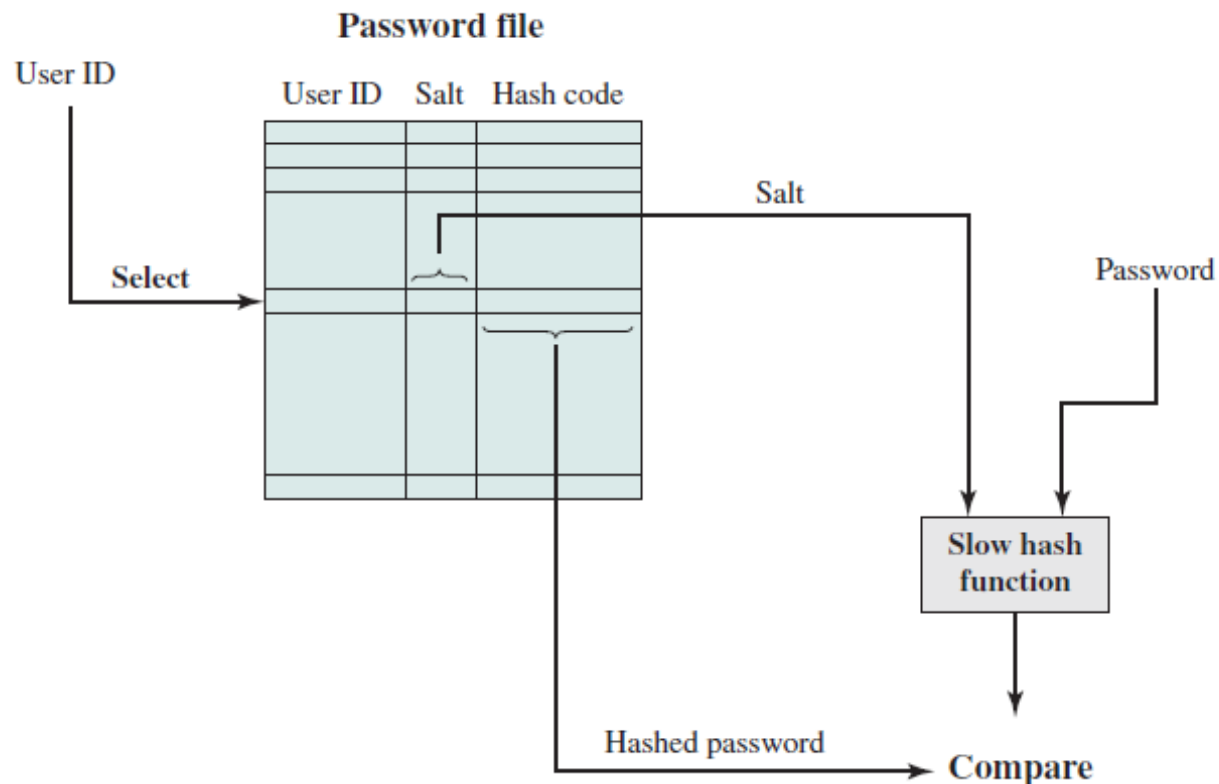 Password file
User ID
User ID Salt Hash code
Salt
Select
Password
Slow hash
function
Hashed password
Compare